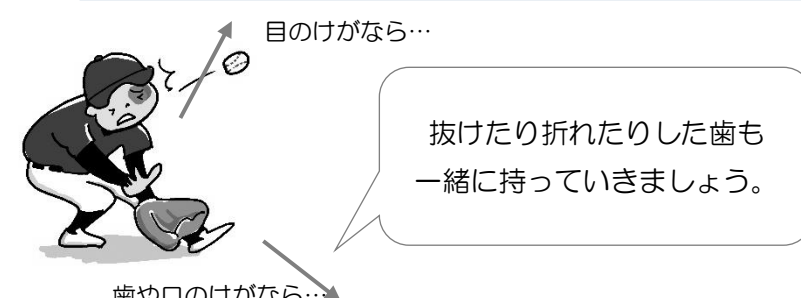 目のけがなら…
抜けたり折れたりした歯も
一緒に持っていきましょう。
歯や口のけがなら…